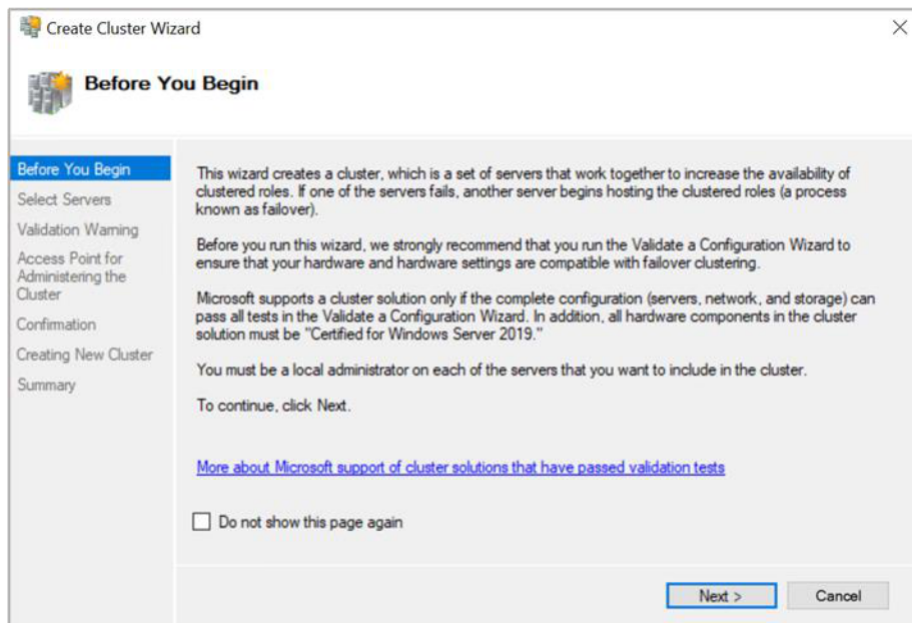 Create Cluster Wizard
Before You Begin
Before You Begin
Select Servers
Validation Warning
Access Point for
Administering the
Cluster
Confirmation
Creating New Cluster
Summary
This wizard creates a cluster, which is a set of servers that work together to increase the availability of
clustered roles. If one of the servers fails, another server begins hosting the clustered roles (a process
known as failover).
Before you run this wizard, we strongly recommend that you run the Validate a Configuration Wizard to
ensure that your hardware and hardware settings are compatible with failover clustering.
Microsoft supports a cluster solution only if the complete configuration (servers, network, and storage) can
pass all tests in the Validate a Configuration Wizard. In addition, all hardware components in the cluster
solution must be "Certified for Windows Server 2019."
You must be a local administrator on each of the servers that you want to include in the cluster.
To continue, click Next.
More about Microsoft support of cluster solutions that have passed validation tests
Do not show this page again
Next >
Cancel